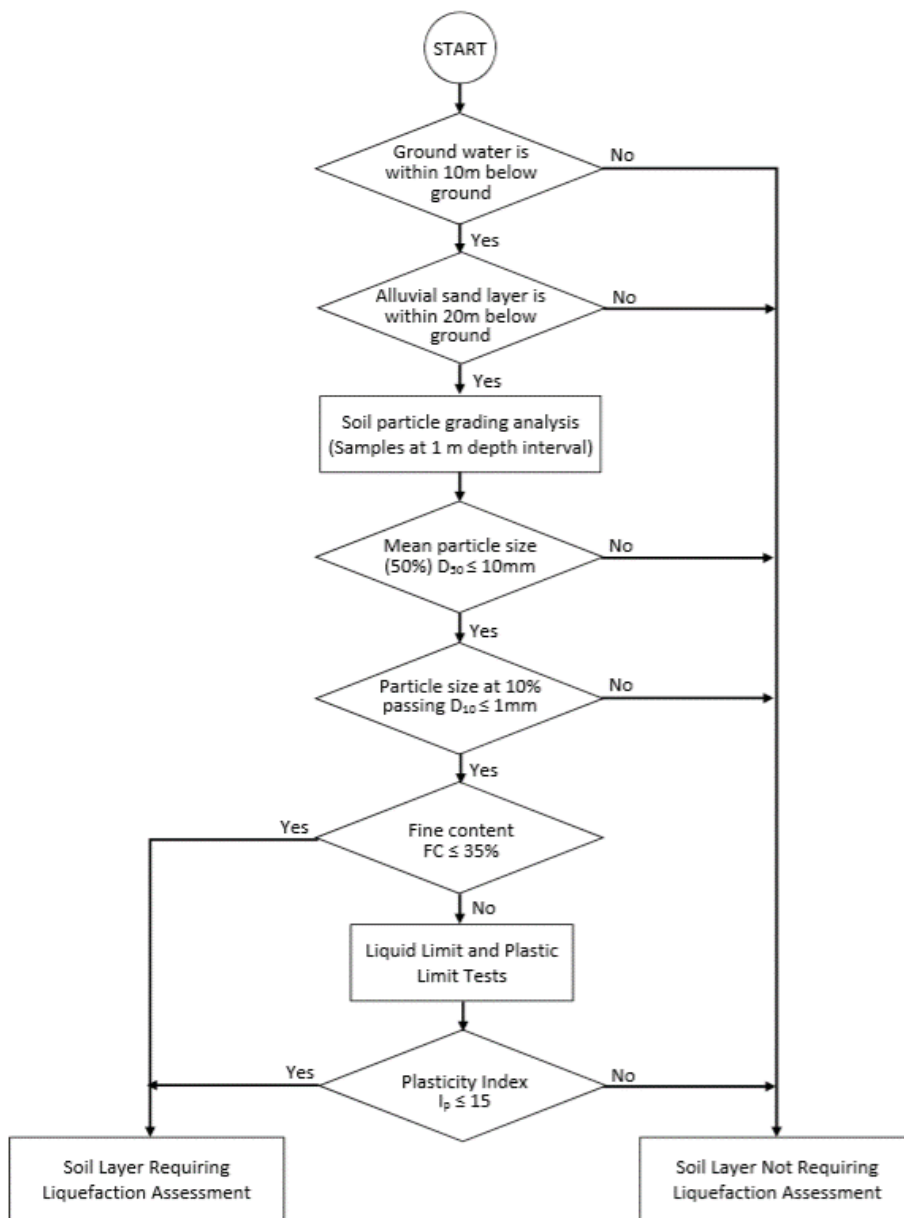 START
Ground water is
within 10m below
ground
No
Yes
Alluvial sand layer is
within 20m below
ground
No
Yes
Soil particle grading analysis
(Samples at 1 m depth interval)
Mean particle size
(50%) D₅₀ ≤ 10mm
No
Yes
Particle size at 10%
passing D₁₀ ≤ 1mm
No
Yes
Fine content
FC ≤ 35%
Yes
No
Liquid Limit and Plastic
Limit Tests
Plasticity Index
Iₚ ≤ 15
Yes
No
Soil Layer Requiring
Liquefaction Assessment
Soil Layer Not Requiring
Liquefaction Assessment